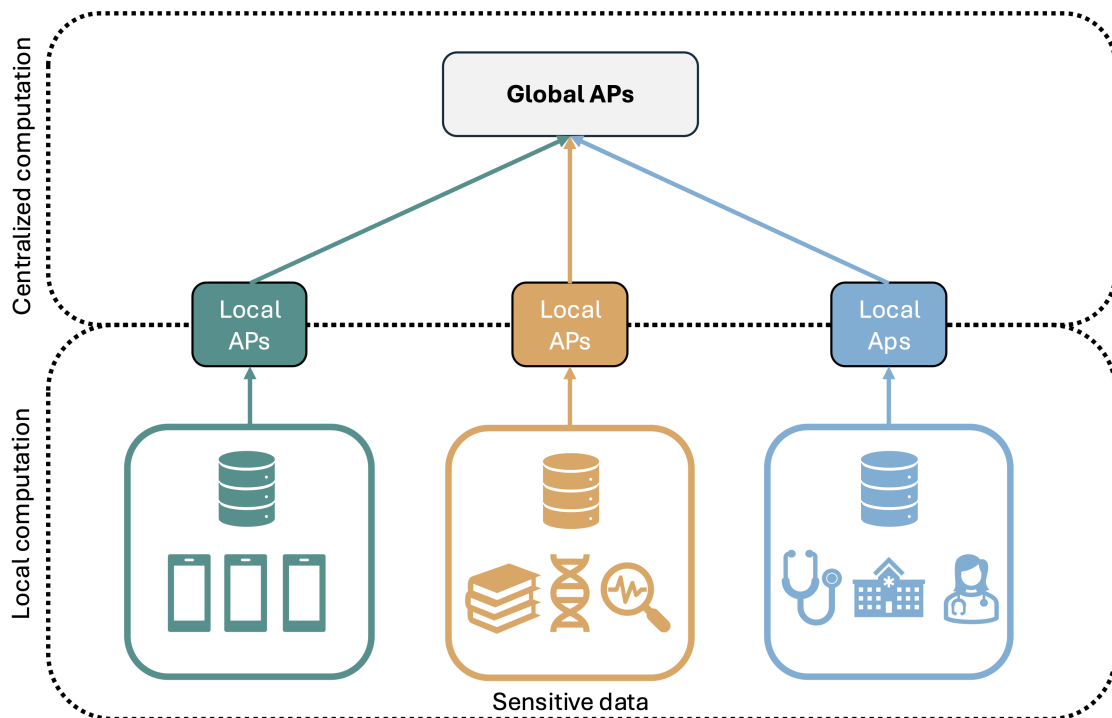 Centralized computation
Global APs
Local
APs
Local
APs
Local
Aps
Local computation
Sensitive data